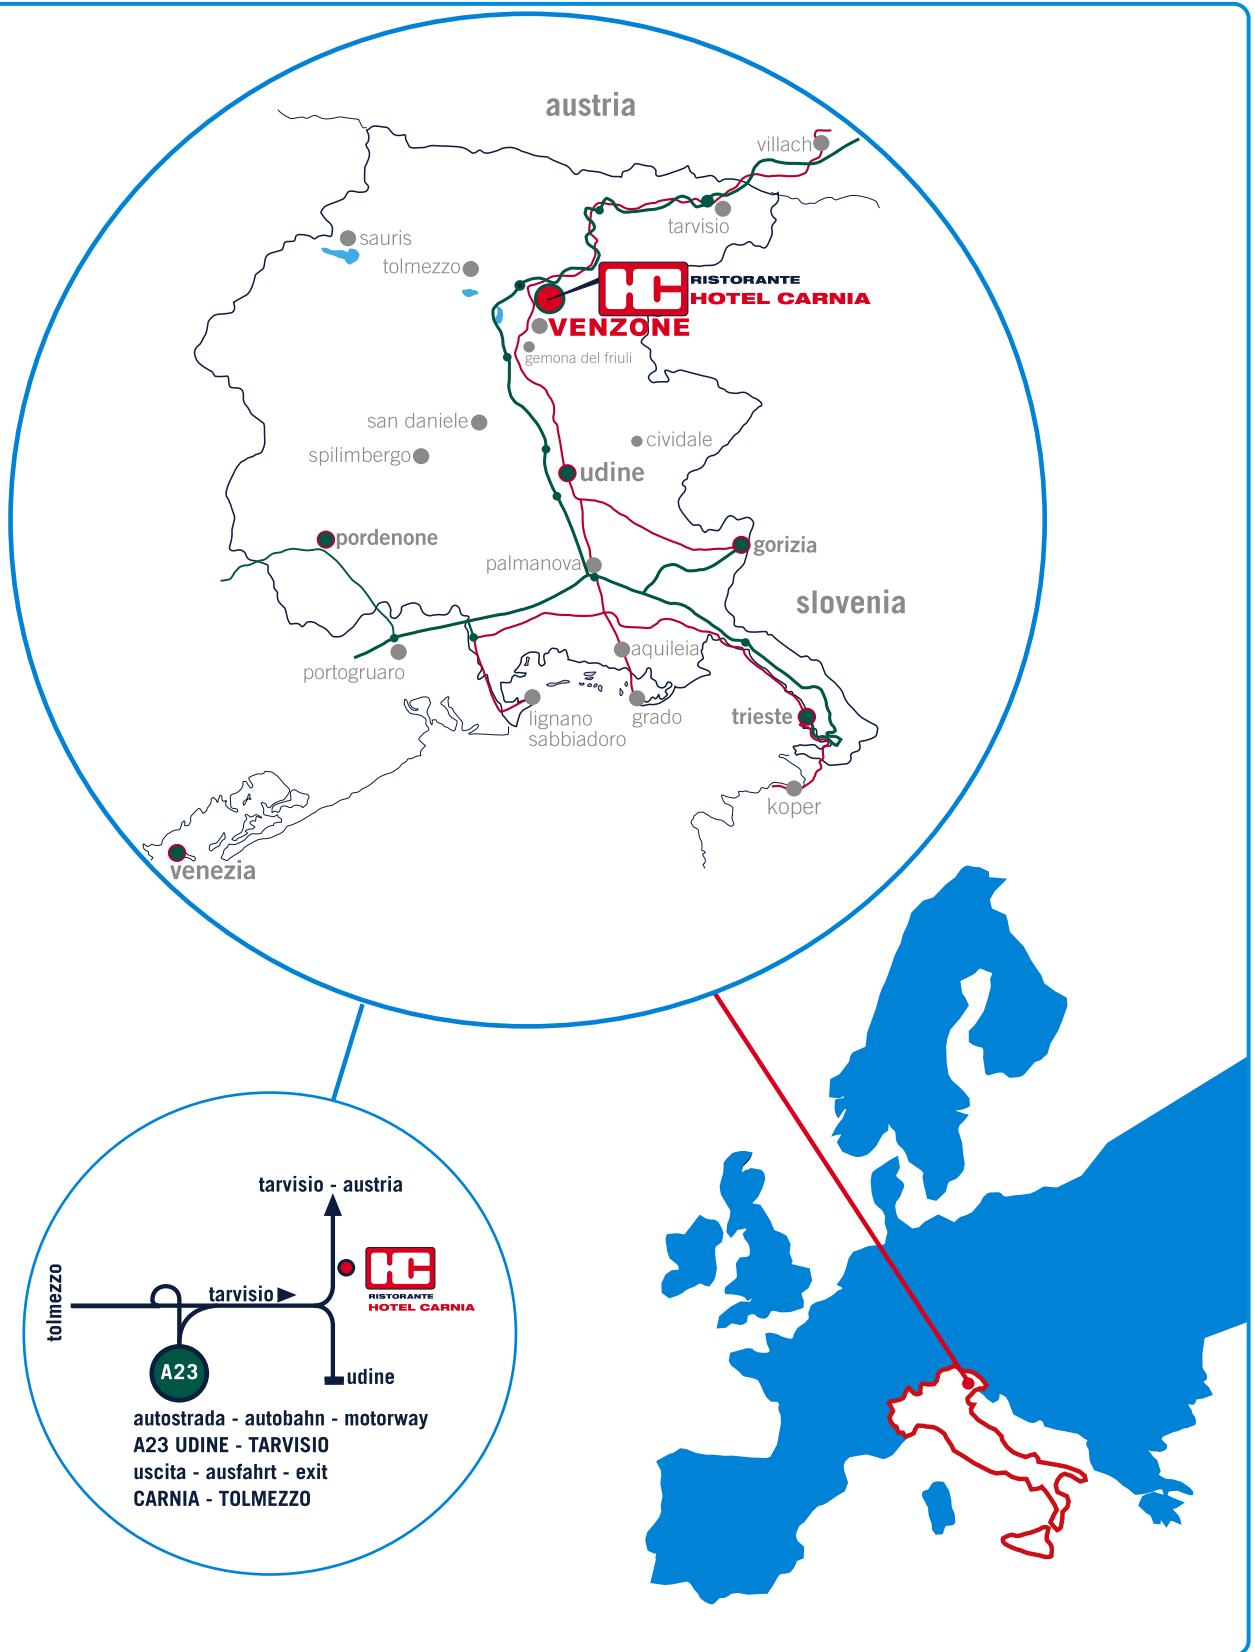 austria
villach
tarvisio
sauris
tolmezzo
HC
RISTORANTE
HOTEL CARNIA
VENZONE
gemona del friuli
san daniele
cividale
spilimbergo
udine
pordenone
gorizia
palmanova
slovenia
aquileia
portogruaro
lignano
sabbiadoro
grado
trieste
koper
venezia
tarvisio - austria
tolmezzo
tarvisio
HC
RISTORANTE
HOTEL CARNIA
A23
udine
autostrada - autobahn - motorway
A23 UDINE - TARVISIO
uscita - ausfahrt - exit
CARNIA - TOLMEZZO